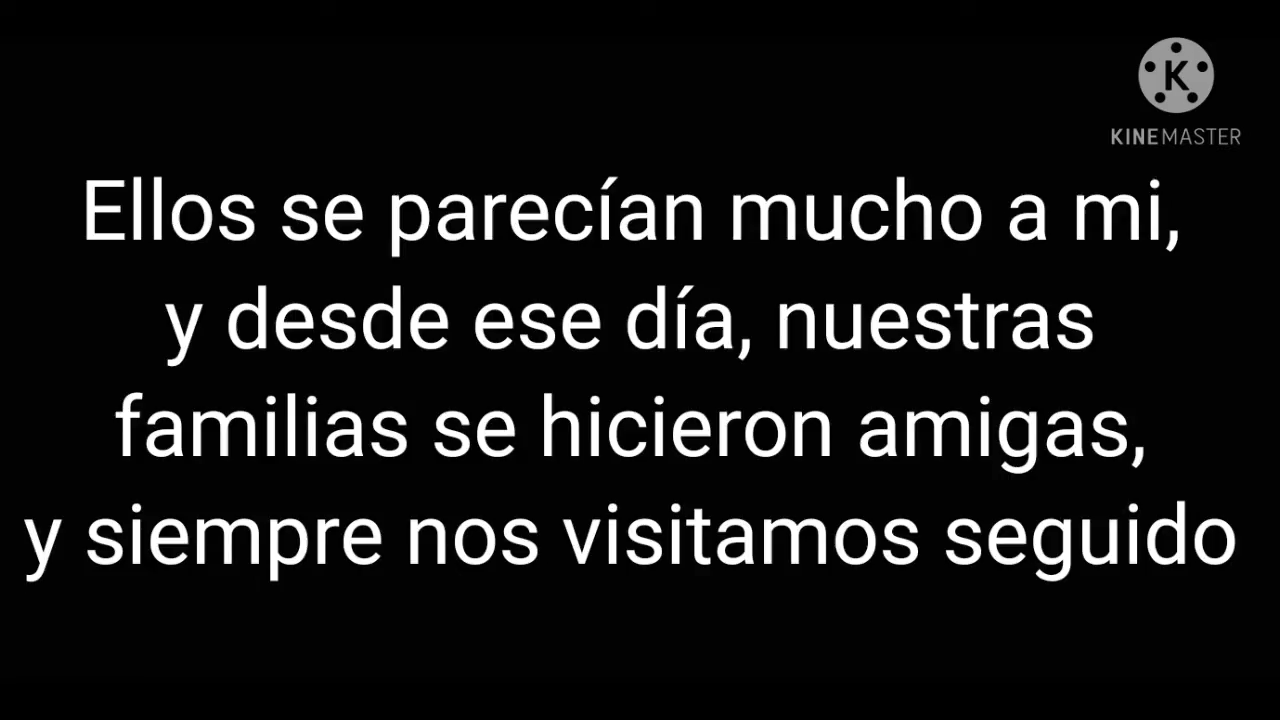 K
KINEMASTER
Ellos se parecían mucho a mi,
y desde ese día, nuestras
familias se hicieron amigas,
y siempre nos visitamos seguido